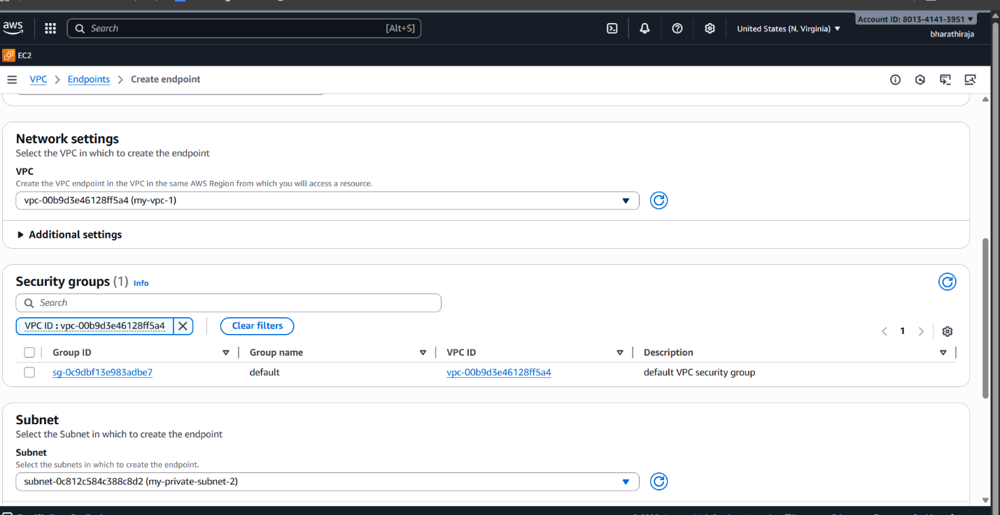 aws
Search [Alt+S]
United States (N. Virginia)
Account ID: 8013-4141-3951
bharathiraja
EC2
VPC Endpoints Create endpoint
Network settings
Select the VPC in which to create the endpoint
VPC
Create the VPC endpoint in the VPC in the same AWS Region from which you will access a resource.
vpc-00b9d3e46128ff5a4 (my-vpc-1)
Additional settings
Security groups (1) Info
Search
VPC ID : vpc-00b9d3e46128ff5a4
Clear filters
1
Group ID Group name VPC ID Description
sg-0c9dbf13e983adbe7 default vpc-00b9d3e46128ff5a4 default VPC security group
Subnet
Select the Subnet in which to create the endpoint
Subnet
Select the subnets in which to create the endpoint.
subnet-0c812c584c388c8d2 (my-private-subnet-2)